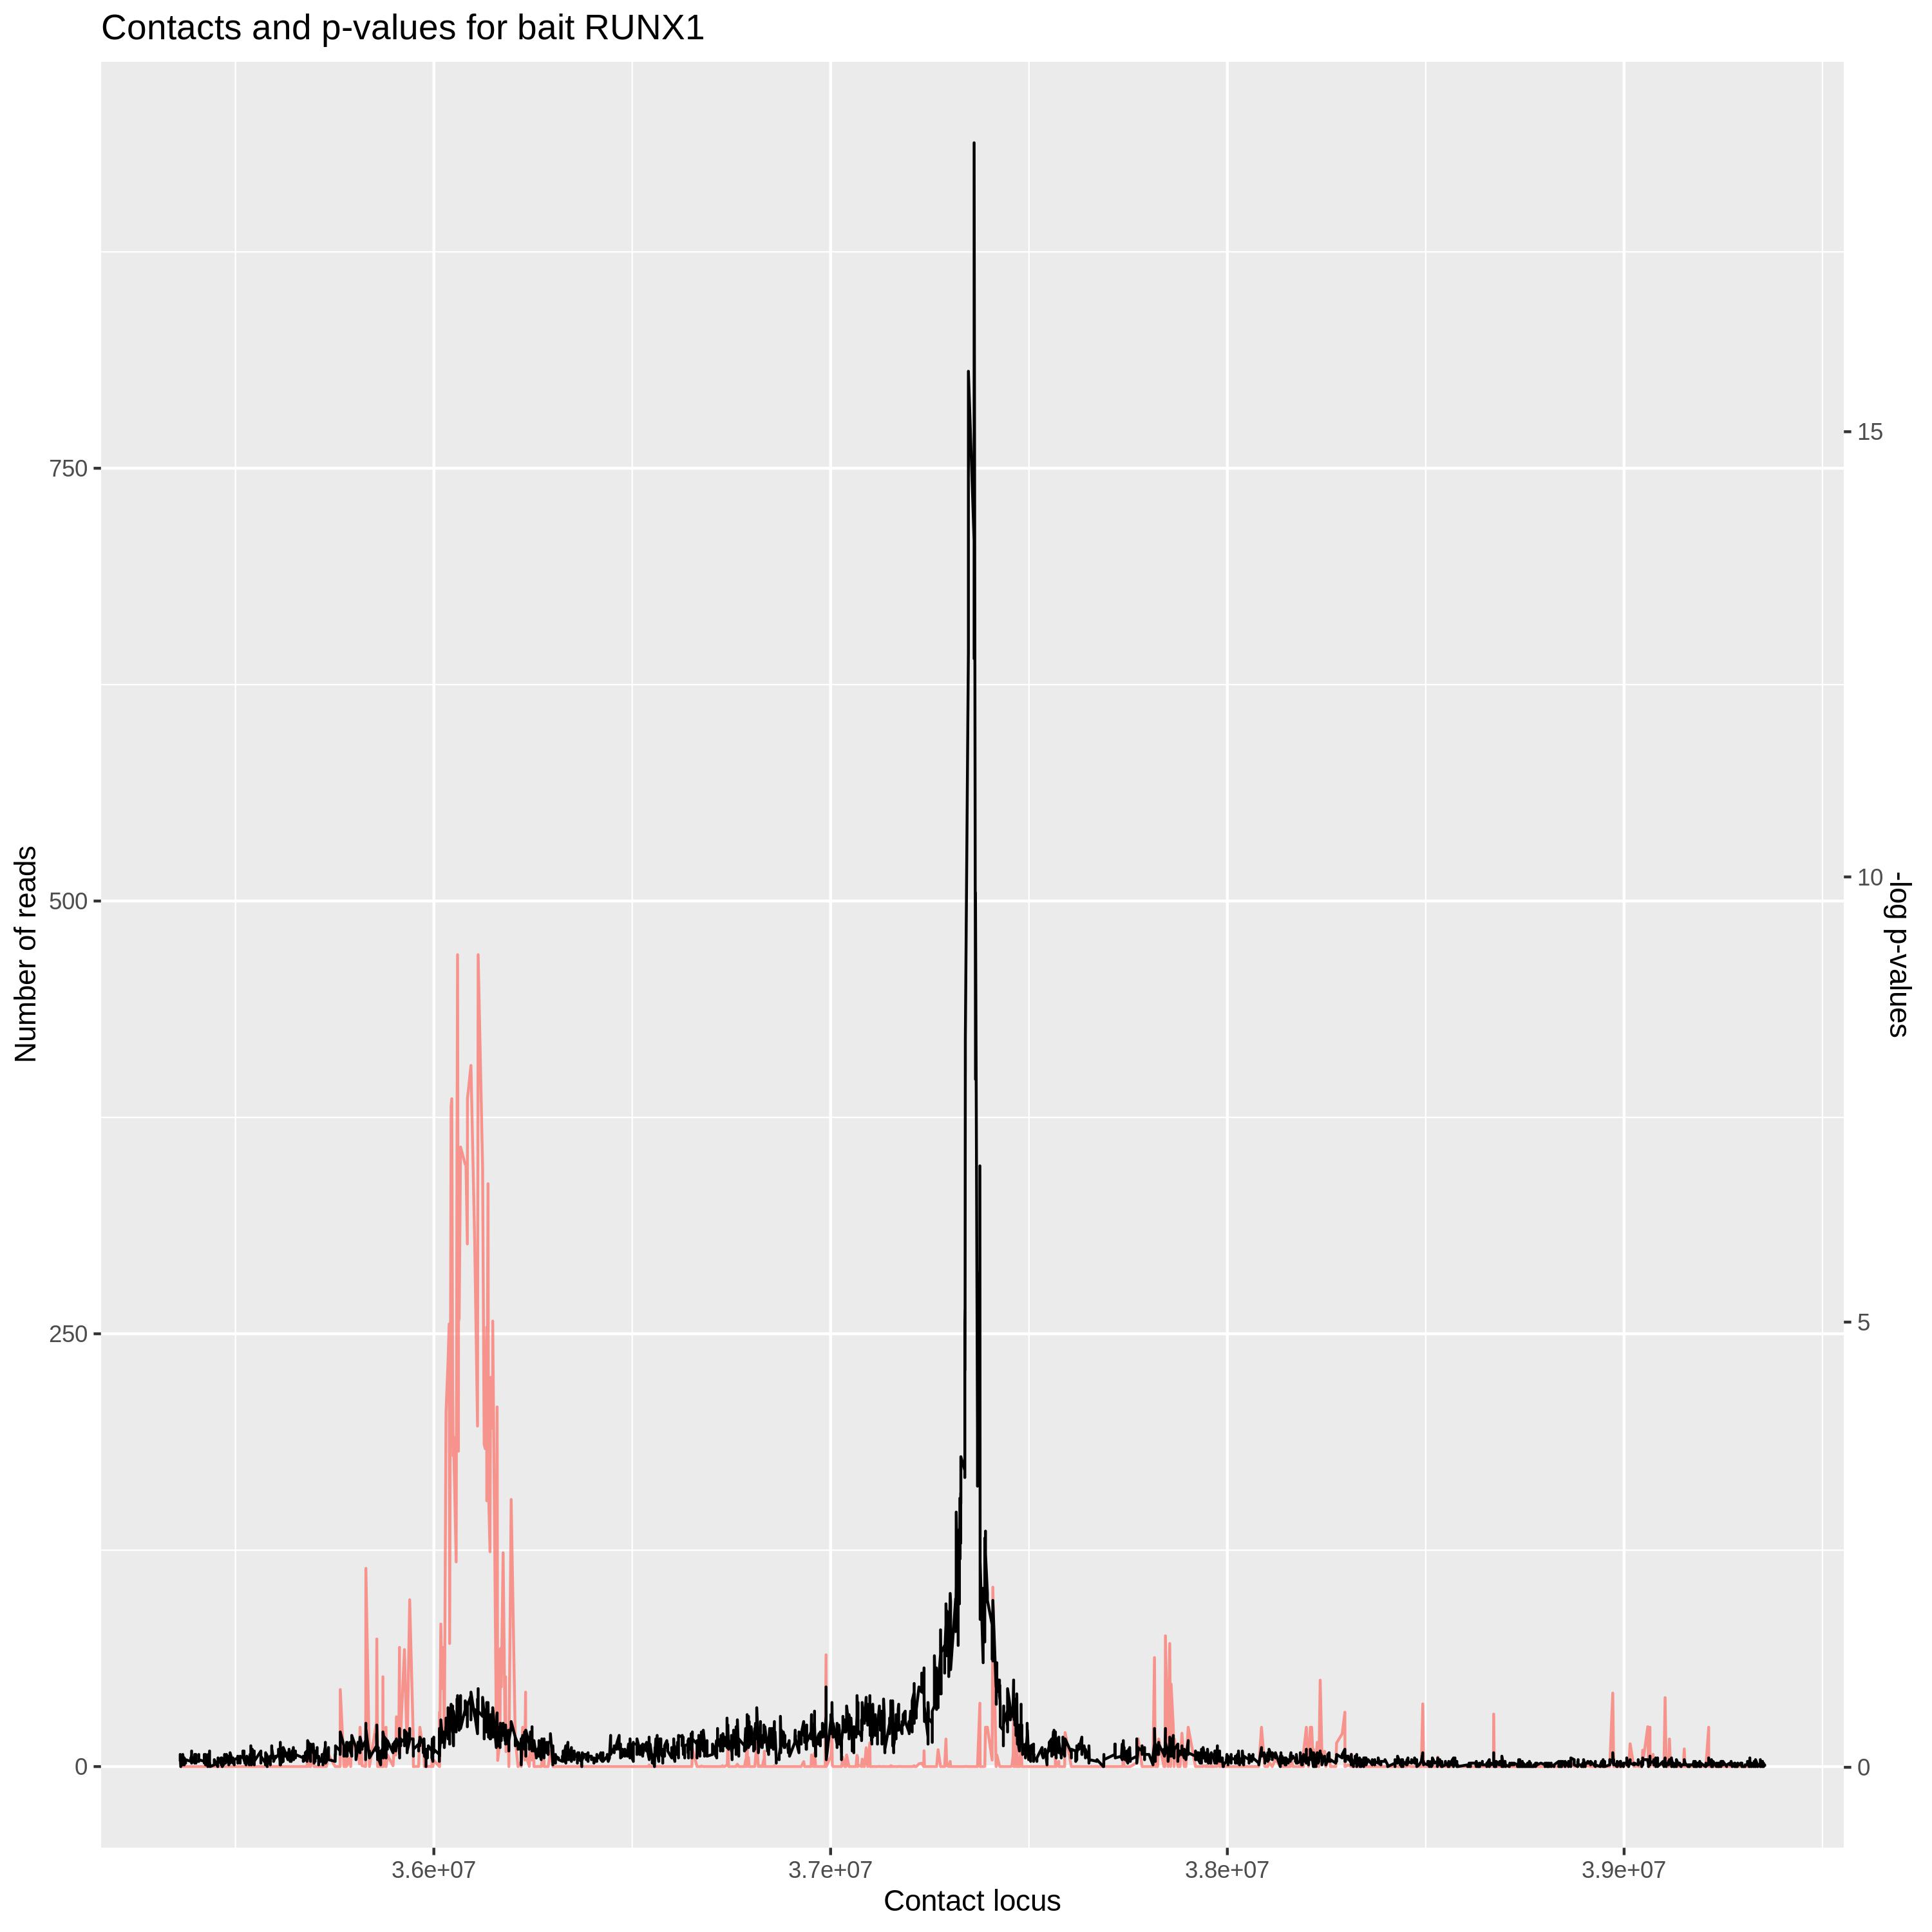 Contacts and p-values for bait RUNX1
Number of reads
750
500
250
0
15
10
5
0
-log p-values
3.6e+07 3.7e+07 3.8e+07 3.9e+07
Contact locus